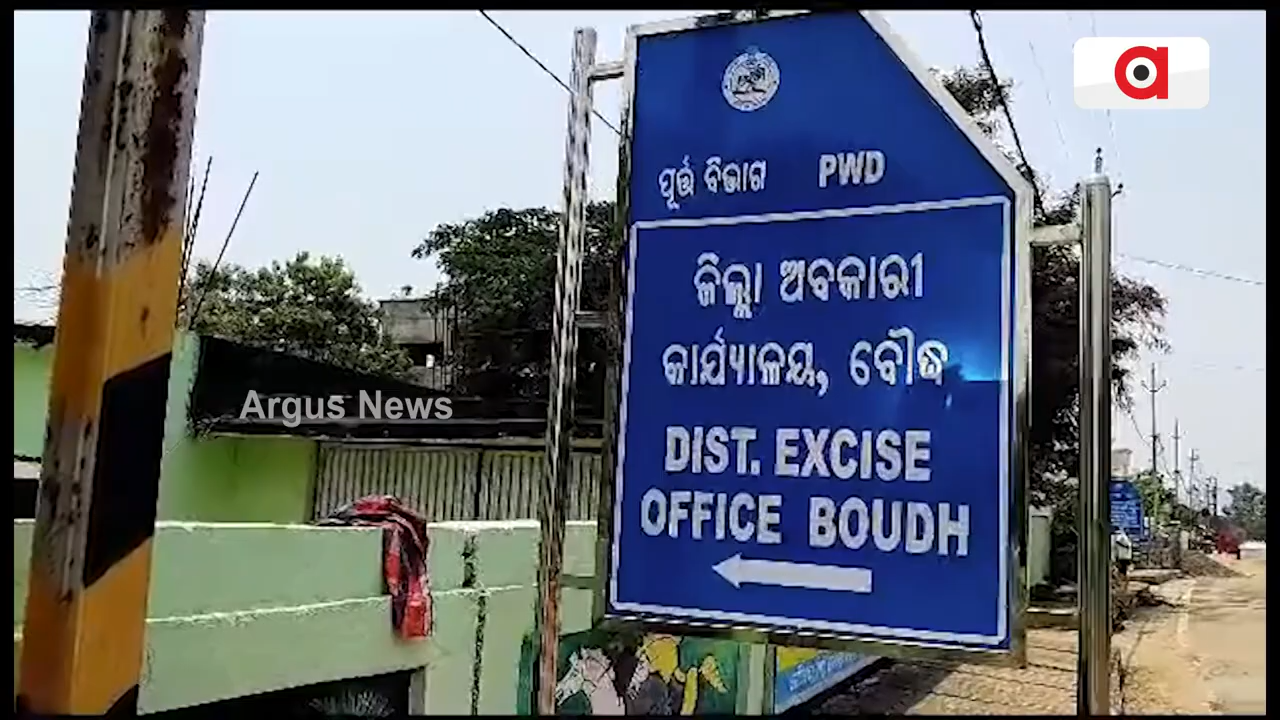 ପୂର୍ତ୍ତ ବିଭାଗ PWD
ଜିଲ୍ଲା ଅବକାରୀ
କାର୍ଯ୍ୟାଳୟ, ବୌଦ୍ଧ
DIST. EXCISE
OFFICE BOUDH
Argus News